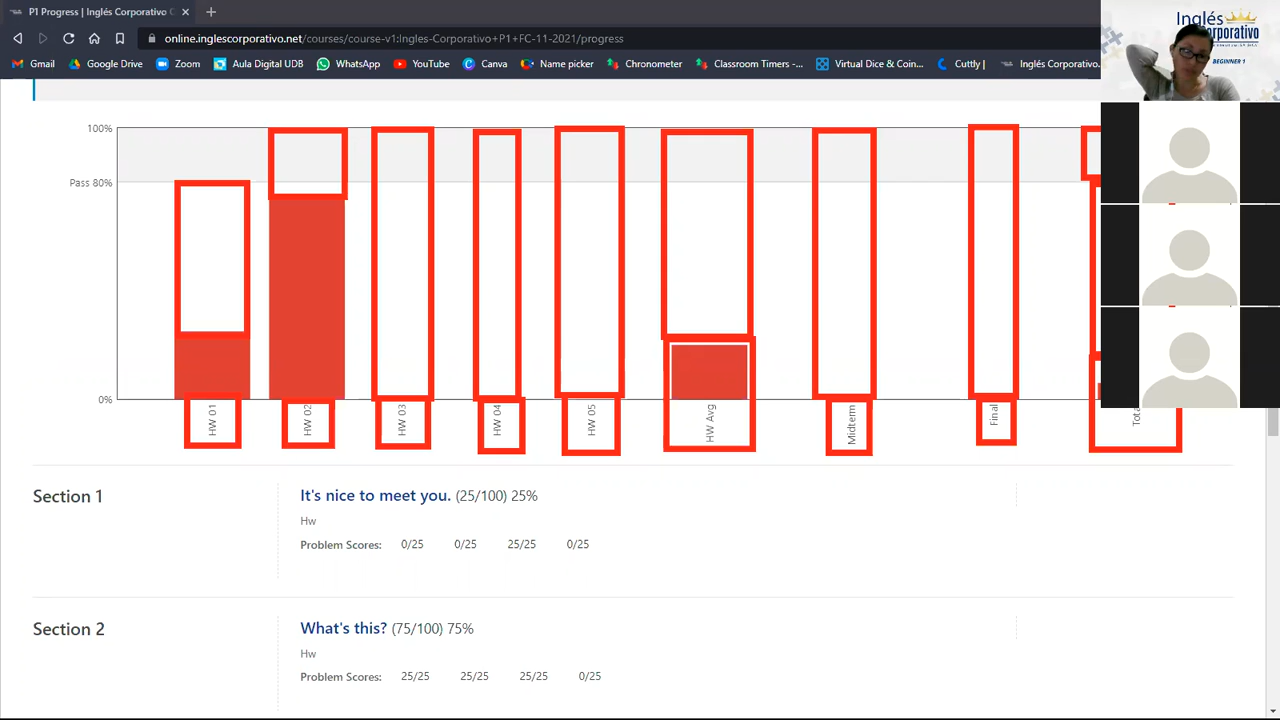 P1 Progress | Inglés Corporativo
online.inglescorporativo.net/courses/course-v1:Ingles-Corporativo+P1+FC-11-2021/progress
Gmail Google Drive Zoom Aula Digital UDB WhatsApp YouTube Canva Name picker Chronometer Classroom Timers - ... Virtual Dice & Coin... Cuttly | Inglés Corporativo.
Inglés
Corporativo
BEGINNER 1
100%
Pass 80%
0%
HW 01
HW 02
HW 03
HW 04
HW 05
HW Avg
Midterm
Final
Section 1
It's nice to meet you. (25/100) 25%
Hw
Problem Scores: 0/25 0/25 25/25 0/25
Section 2
What's this? (75/100) 75%
Hw
Problem Scores: 25/25 25/25 25/25 0/25